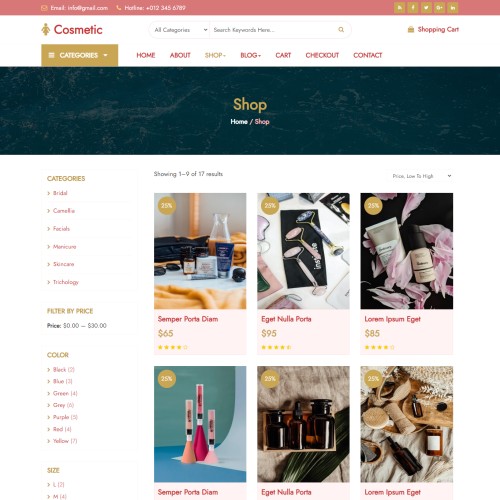 Email: info@gmail.com Hotline: +012 345 6789
Cosmetic
All Categories Search Keywords Here... Shopping Cart
CATEGORIES HOME ABOUT SHOP BLOG CART CHECKOUT CONTACT
Shop
Home / Shop
CATEGORIES
Bridal
Camellia
Facials
Manicure
Skincare
Trichology
FILTER BY PRICE
Price: $0.00 — $30.00
COLOR
Black (2)
Blue (3)
Green (4)
Grey (6)
Purple (5)
Red (4)
Yellow (7)
SIZE
L (2)
M (4)
Showing 1–9 of 17 results Price, Low To High
25% 25% 25%
institute
Semper Porta Diam Eget Nulla Porta Lorem Ipsum Eget
$65 $95 $85
25% 25% 25%
Semper Porta Diam Eget Nulla Porta Lorem Ipsum Eget